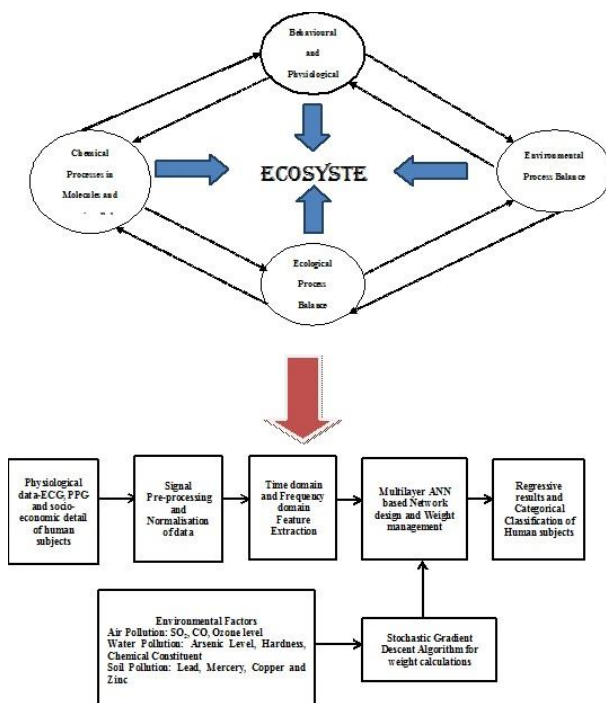 Behavioural
and
Physiological
Chemical
Processes in
Molecules and
ECOSYSTE
Environmental
Process Balance
Ecological
Process
Balance
Physiological
data-ECG, PPG
and socio-
economic detail
of human
subjects
Signal
Pre-processing
and
Normalisation
of data
Time domain
and Frequency
domain
Feature
Extraction
Multilayer ANN
based Network
design and Weight
management
Regressive
results and
Categorical
Classification of
Human subjects
Environmental Factors
Air Pollution: SO₂, CO, Ozone level
Water Pollution: Arsenic Level, Hardness,
Chemical Constituent
Soil Pollution: Lead, Mercery, Copper and
Zinc
Stochastic Gradient
Descent Algorithm for
weight calculations